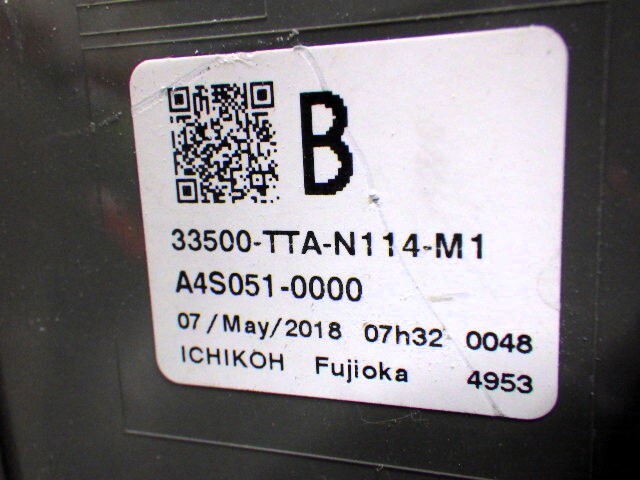 B
33500-TTA-N114-M1
A4S051-0000
07/May/2018 07h32 0048
ICHIKOH Fujioka 4953